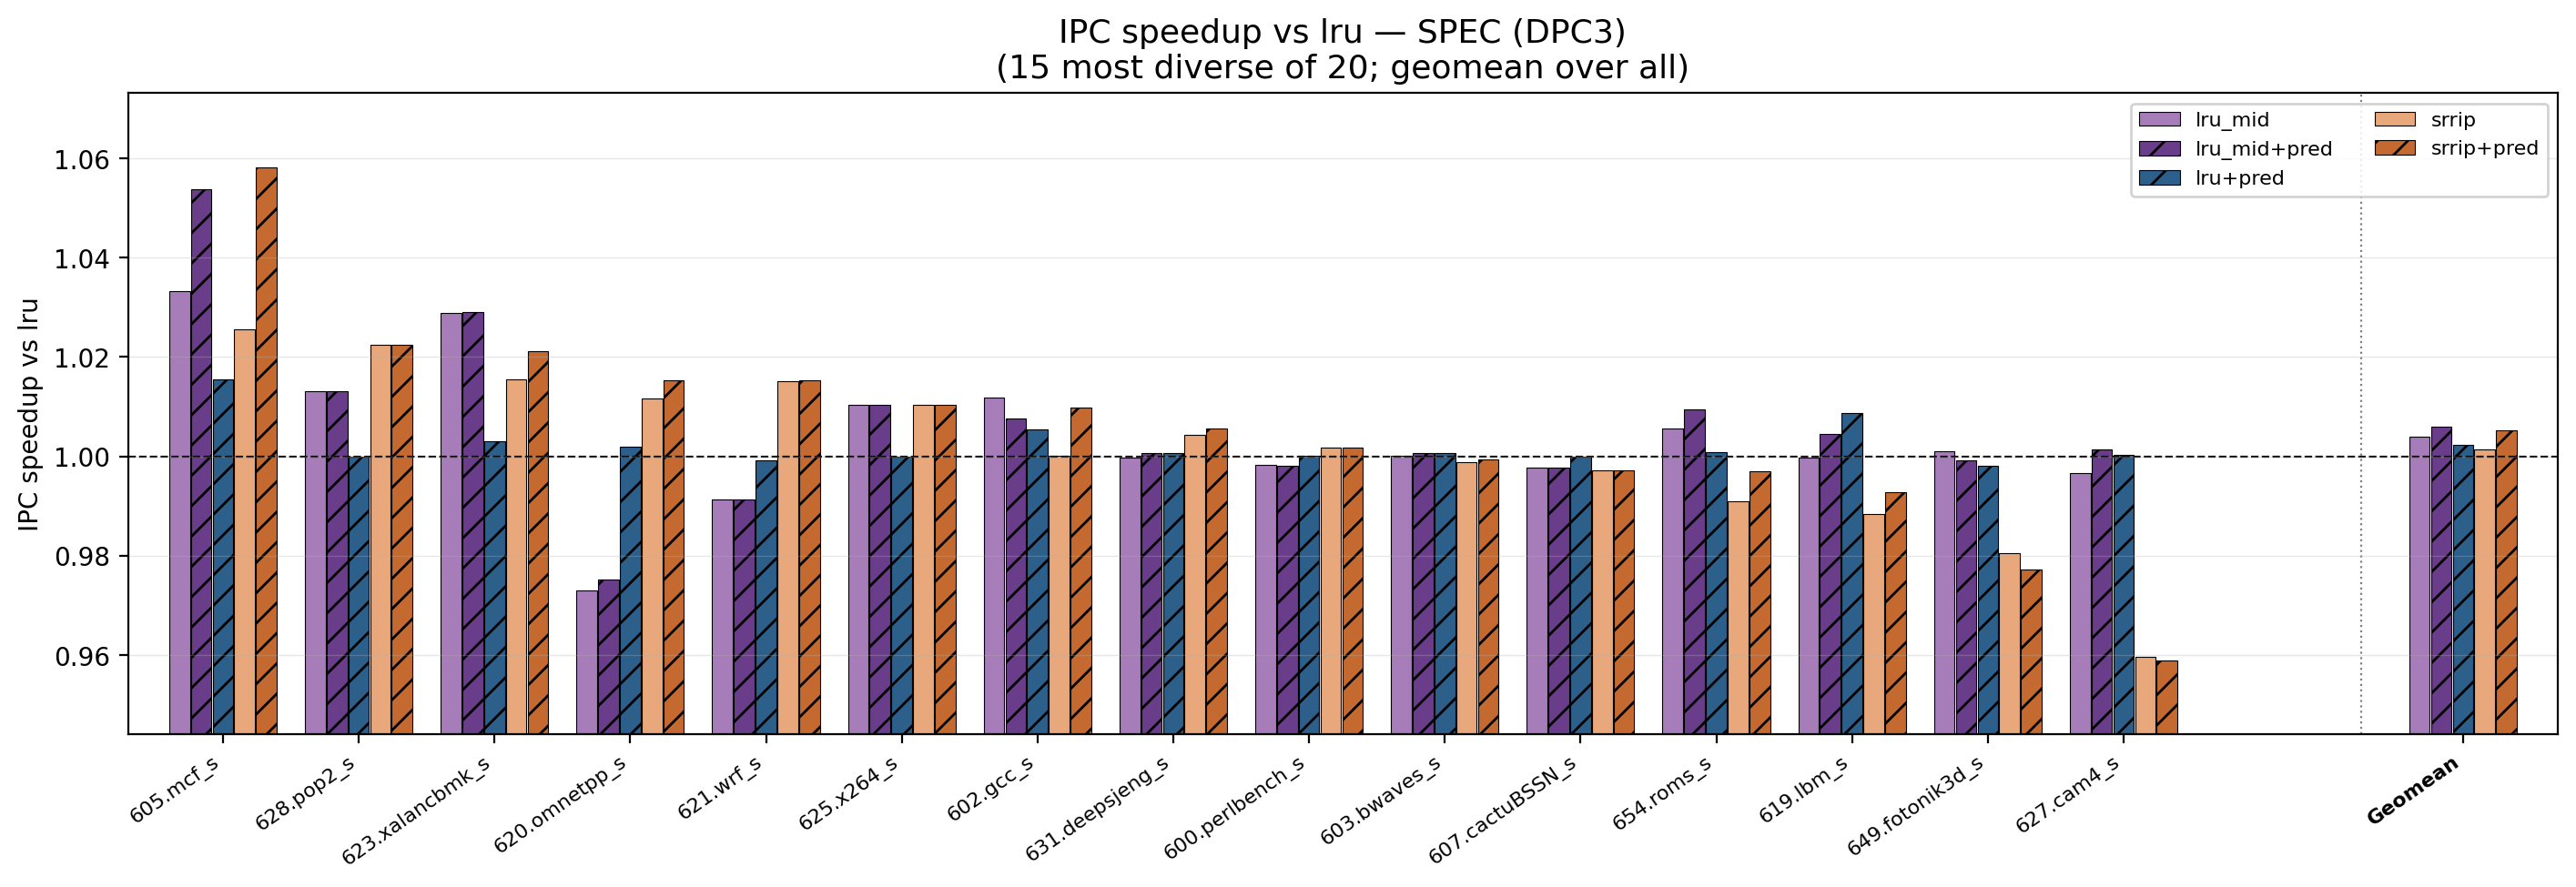 IPC speedup vs lru — SPEC (DPC3)
(15 most diverse of 20; geomean over all)
IPC speedup vs lru
1.06
1.04
1.02
1.00
0.98
0.96
lru_mid
lru_mid+pred
lru+pred
srrip
srrip+pred
605.mcf_s
628.pop2_s
623.xalancbmk_s
620.omnetpp_s
621.wrf_s
625.x264_s
602.gcc_s
631.deepsjeng_s
600.perlbench_s
603.bwaves_s
607.cactuBSSN_s
654.roms_s
619.lbm_s
649.fotonik3d_s
627.cam4_s
Geomean